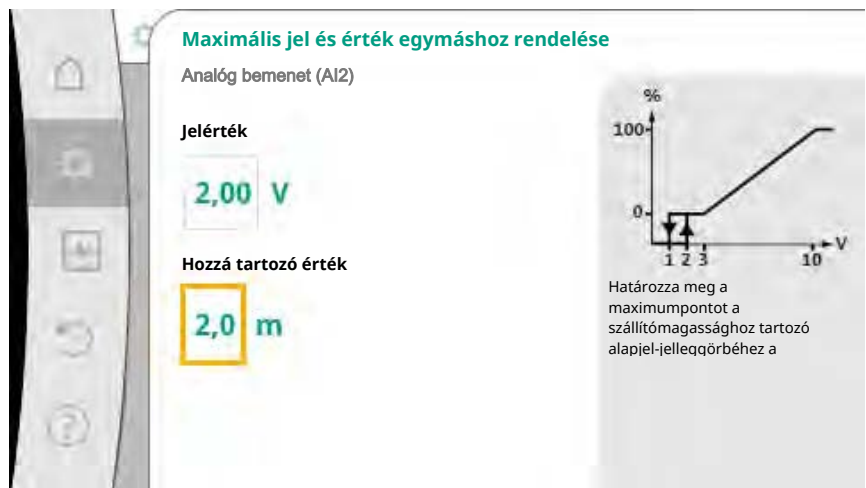 Maximális jel és érték egymáshoz rendelése
Analóg bemenet (AI2)
Jelérték
2,00 V
Hozzá tartozó érték
2,0 m
%
100
0
1 2 3 10 V
Határozza meg a
maximumpontot a
szállítómagassághoz tartozó
alapjel-jelleggörbéhez a
?